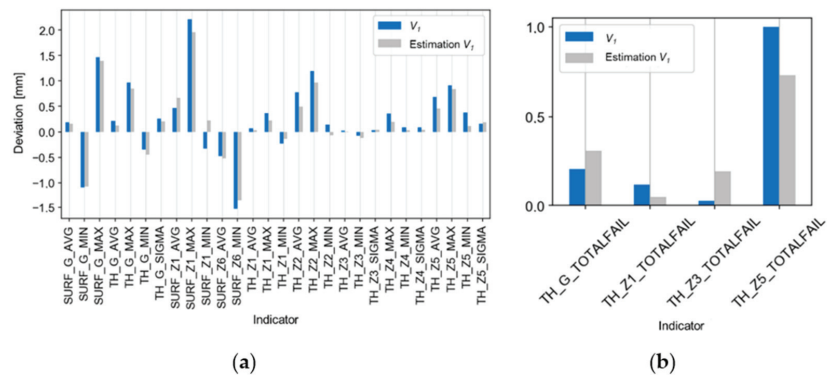 V₁
Estimation V₁
Deviation [mm]
2.0
1.5
1.0
0.5
0.0
−0.5
−1.0
−1.5
SURF_G_AVG
SURF_G_MIN
SURF_G_MAX
TH_G_AVG
TH_G_MAX
TH_G_MIN
TH_G_SIGMA
SURF_Z1_AVG
SURF_Z1_MAX
SURF_Z1_MIN
SURF_Z6_AVG
SURF_Z6_MIN
TH_Z1_AVG
TH_Z1_MAX
TH_Z1_MIN
TH_Z2_AVG
TH_Z2_MAX
TH_Z2_MIN
TH_Z3_AVG
TH_Z3_MIN
TH_Z3_SIGMA
TH_Z4_MAX
TH_Z4_MIN
TH_Z4_SIGMA
TH_Z5_AVG
TH_Z5_MAX
TH_Z5_MIN
TH_Z5_SIGMA
Indicator
(a)
V₁
Estimation V₁
1.0
0.5
0.0
TH_G_TOTALFAIL
TH_Z1_TOTALFAIL
TH_Z3_TOTALFAIL
TH_Z5_TOTALFAIL
Indicator
(b)